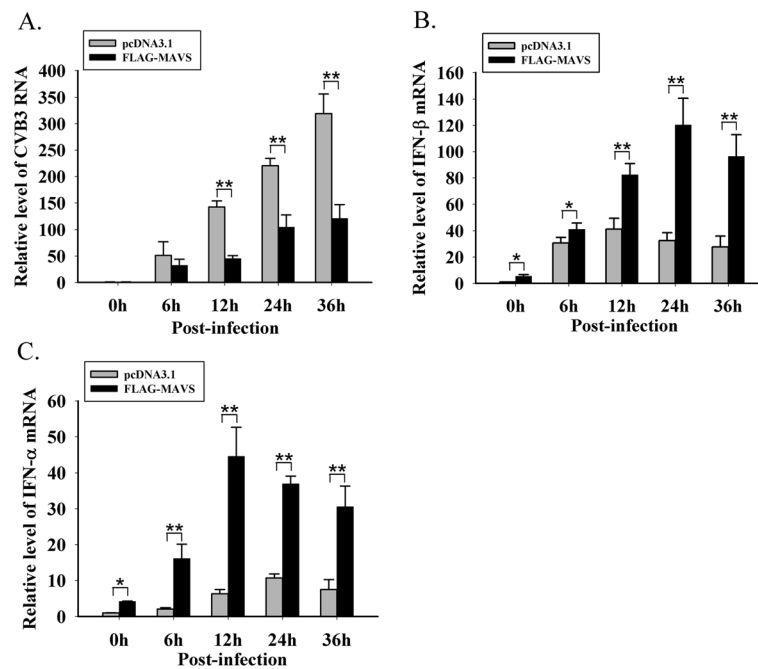 A.
pcDNA3.1
FLAG-MAVS
Relative level of CVB3 RNA
400
350
300
250
200
150
100
50
0
**
**
**
0h 6h 12h 24h 36h
Post-infection
B.
pcDNA3.1
FLAG-MAVS
Relative level of IFN-β mRNA
160
140
120
100
80
60
40
20
0
*
*
**
**
**
0h 6h 12h 24h 36h
Post-infection
C.
pcDNA3.1
FLAG-MAVS
Relative level of IFN-α mRNA
60
50
40
30
20
10
0
*
**
**
**
**
0h 6h 12h 24h 36h
Post-infection